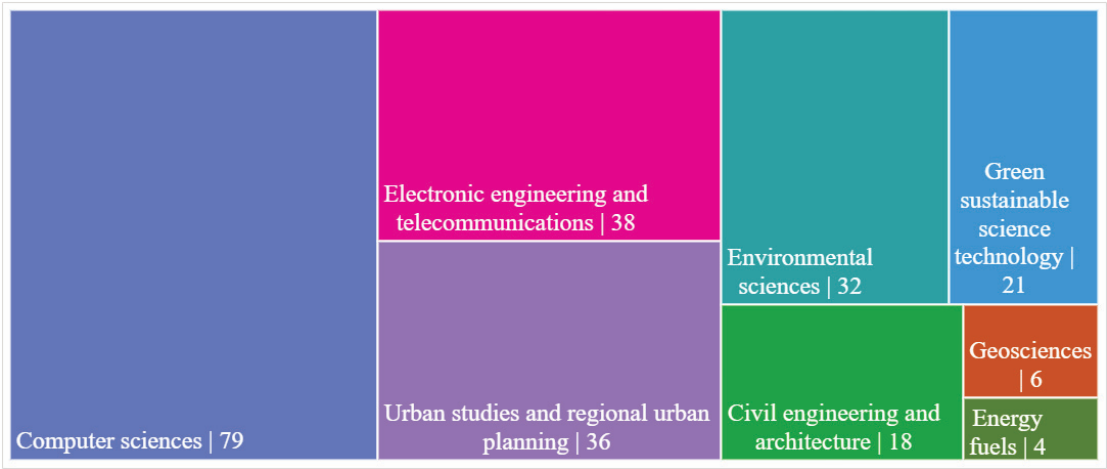 Computer sciences | 79
Electronic engineering and
telecommunications | 38
Urban studies and regional urban
planning | 36
Environmental
sciences | 32
Green
sustainable
science
technology |
21
Civil engineering and
architecture | 18
Geosciences
| 6
Energy
fuels | 4